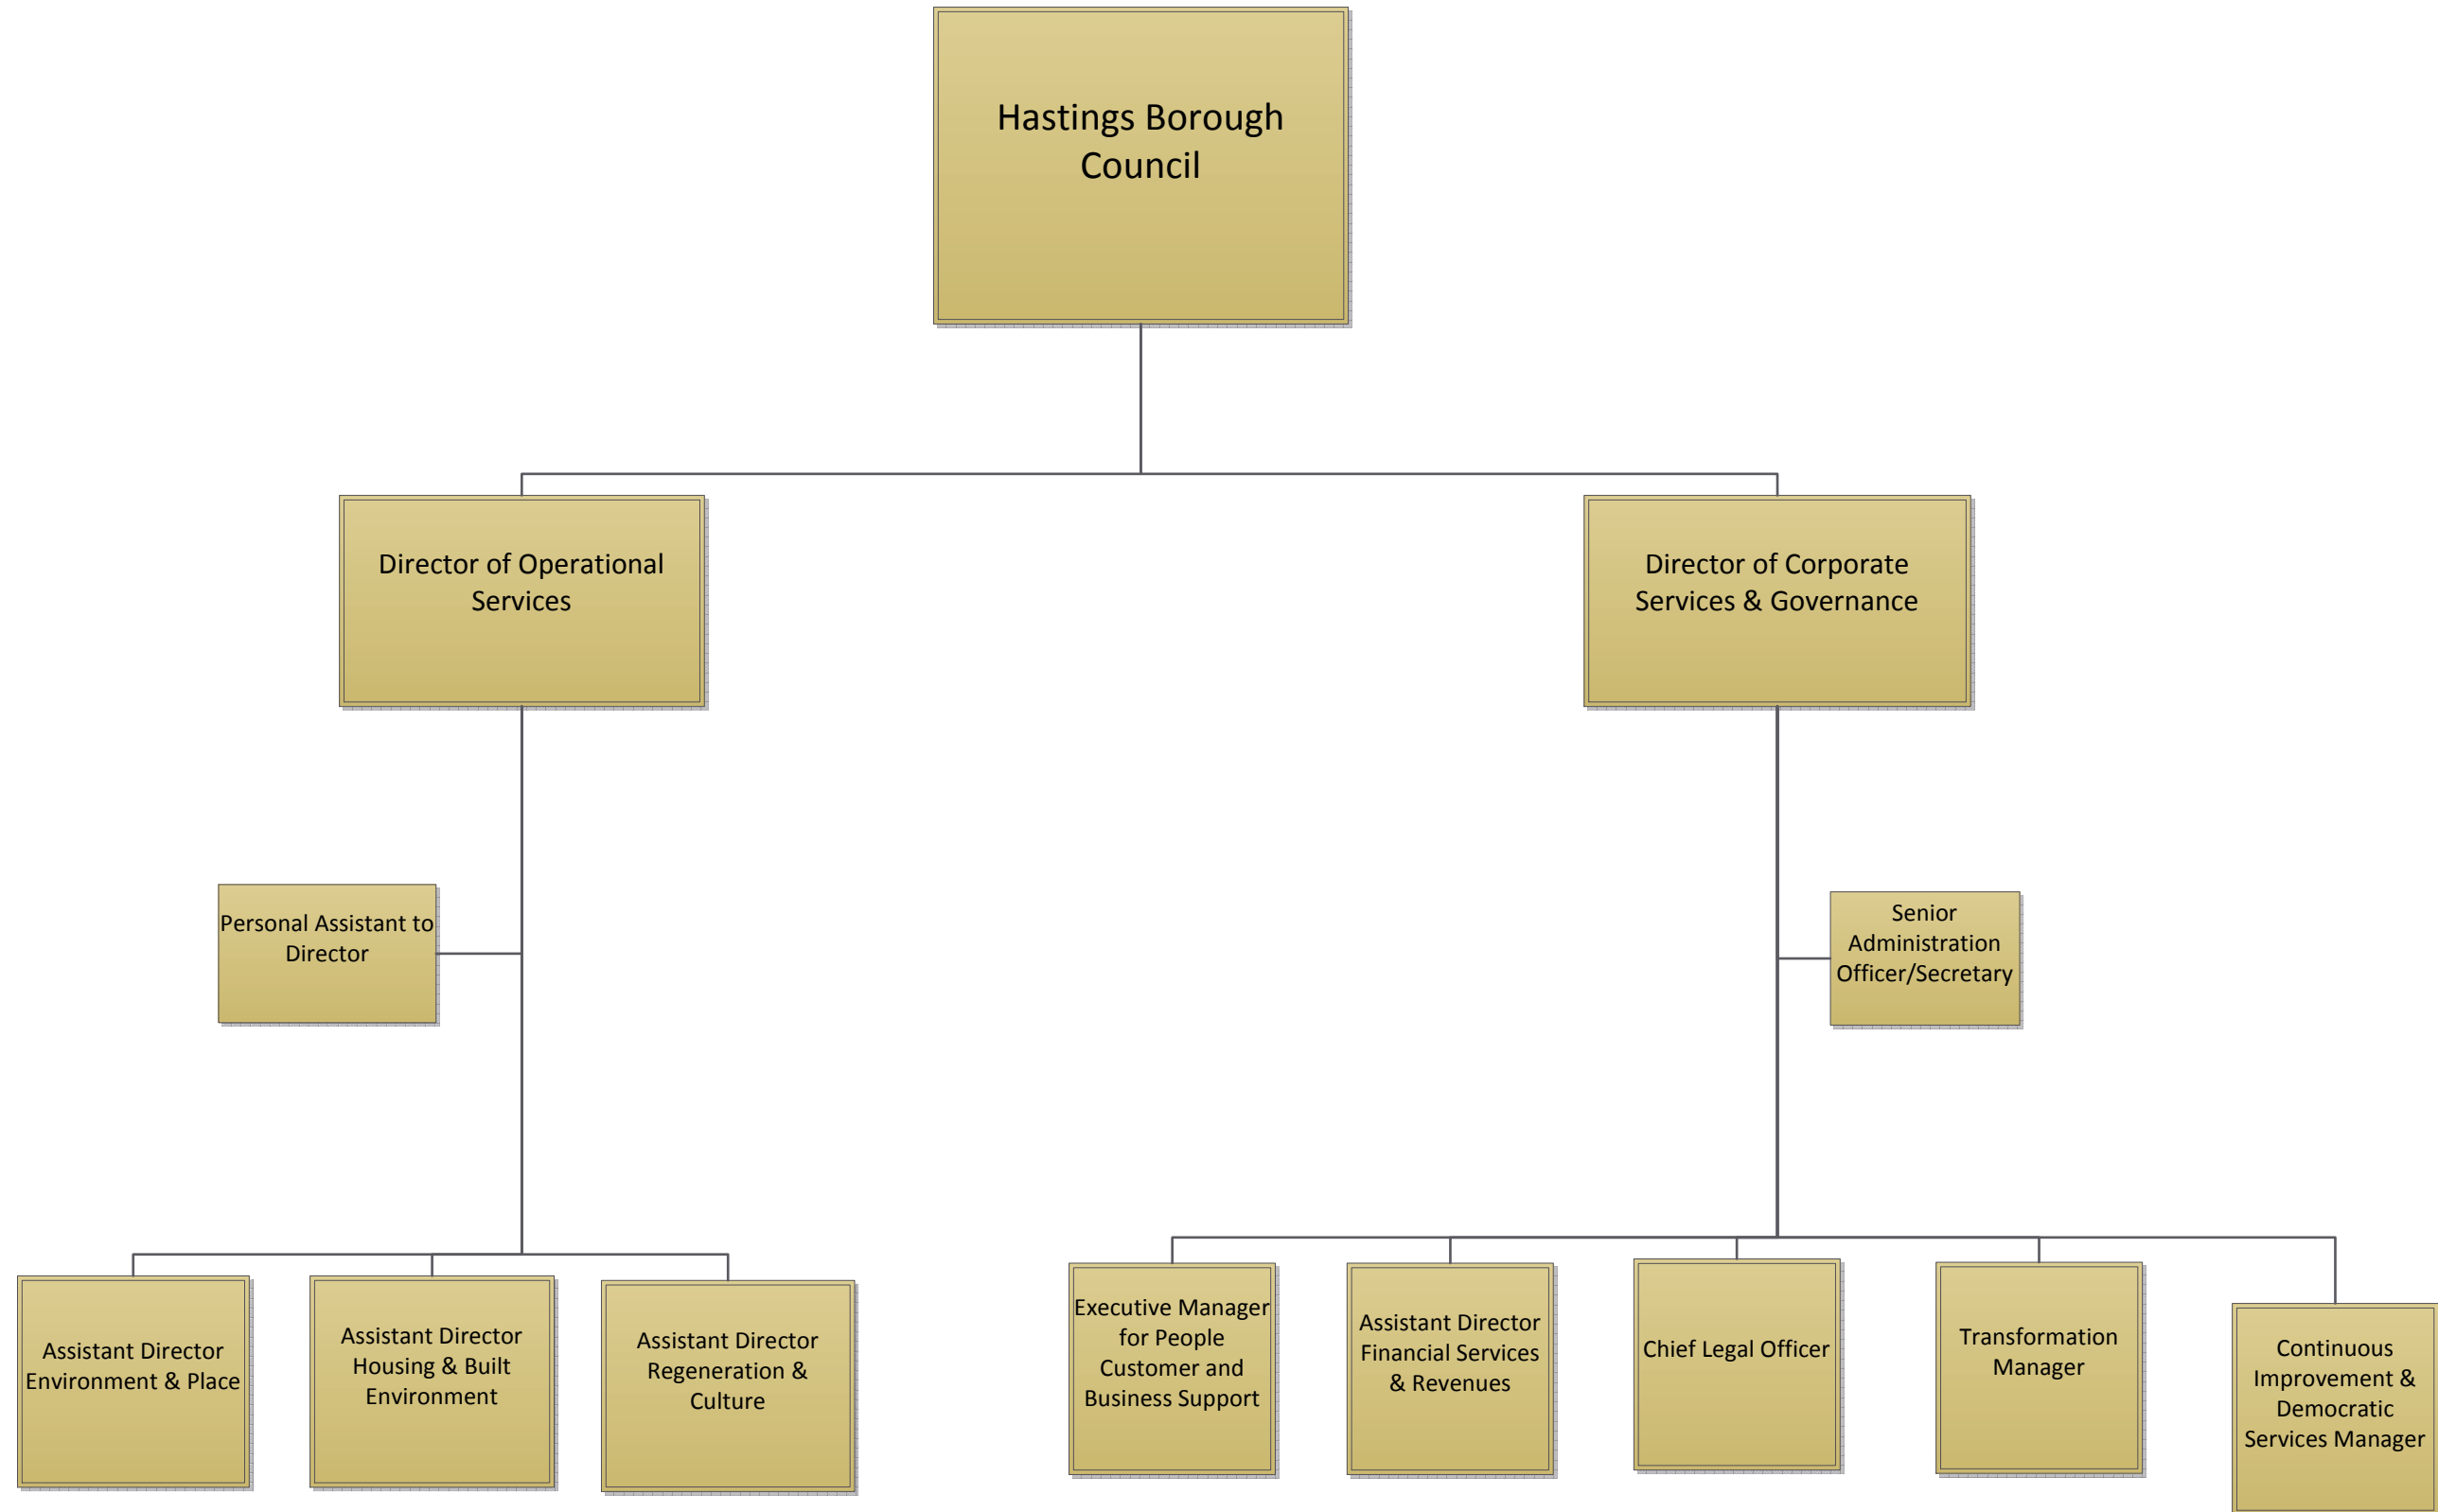 Hastings Borough
Council
Director of Operational
Services
Director of Corporate
Services & Governance
Personal Assistant to
Director
Senior
Administration
Officer/Secretary
Assistant Director
Environment & Place
Assistant Director
Housing & Built
Environment
Assistant Director
Regeneration &
Culture
Executive Manager
for People
Customer and
Business Support
Assistant Director
Financial Services
& Revenues
Chief Legal Officer
Transformation
Manager
Continuous
Improvement &
Democratic
Services Manager